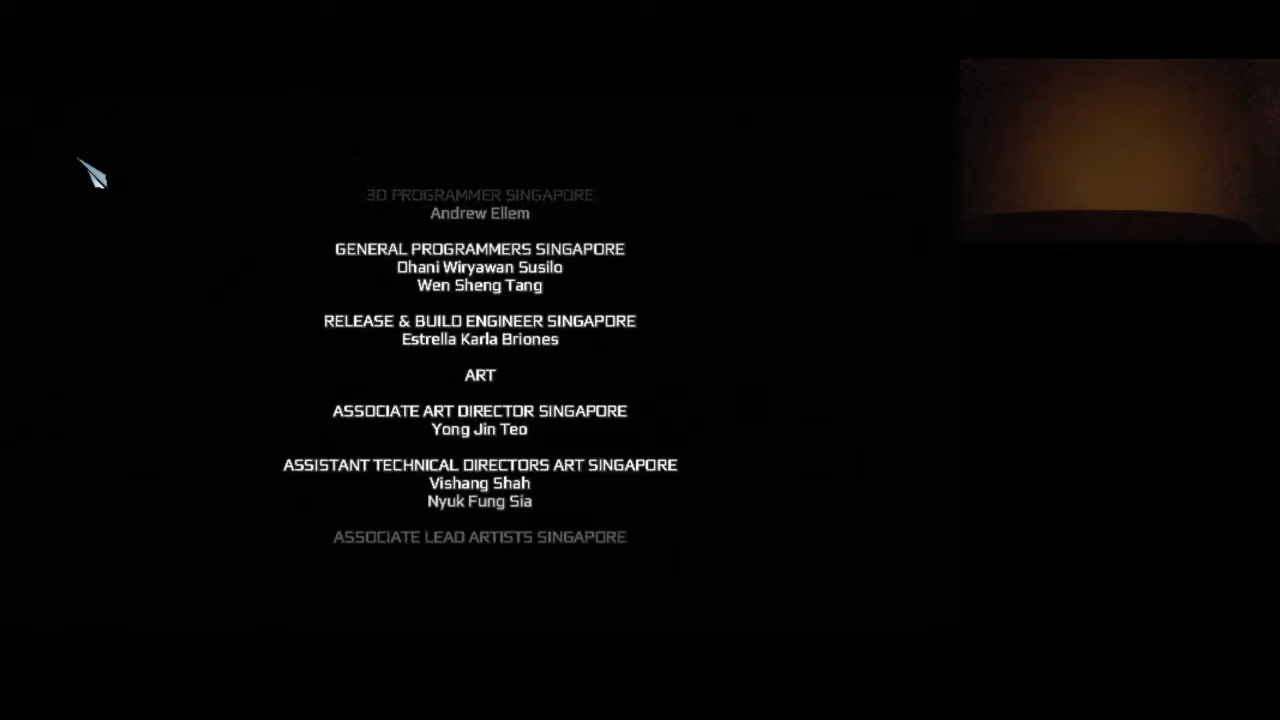 3D PROGRAMMER SINGAPORE
Andrew Ellem
GENERAL PROGRAMMERS SINGAPORE
Dhani Wiryawan Susilo
Wen Sheng Tang
RELEASE & BUILD ENGINEER SINGAPORE
Estrella Karla Briones
ART
ASSOCIATE ART DIRECTOR SINGAPORE
Yong Jin Teo
ASSISTANT TECHNICAL DIRECTORS ART SINGAPORE
Vishang Shah
Nyuk Fung Sia
ASSOCIATE LEAD ARTISTS SINGAPORE